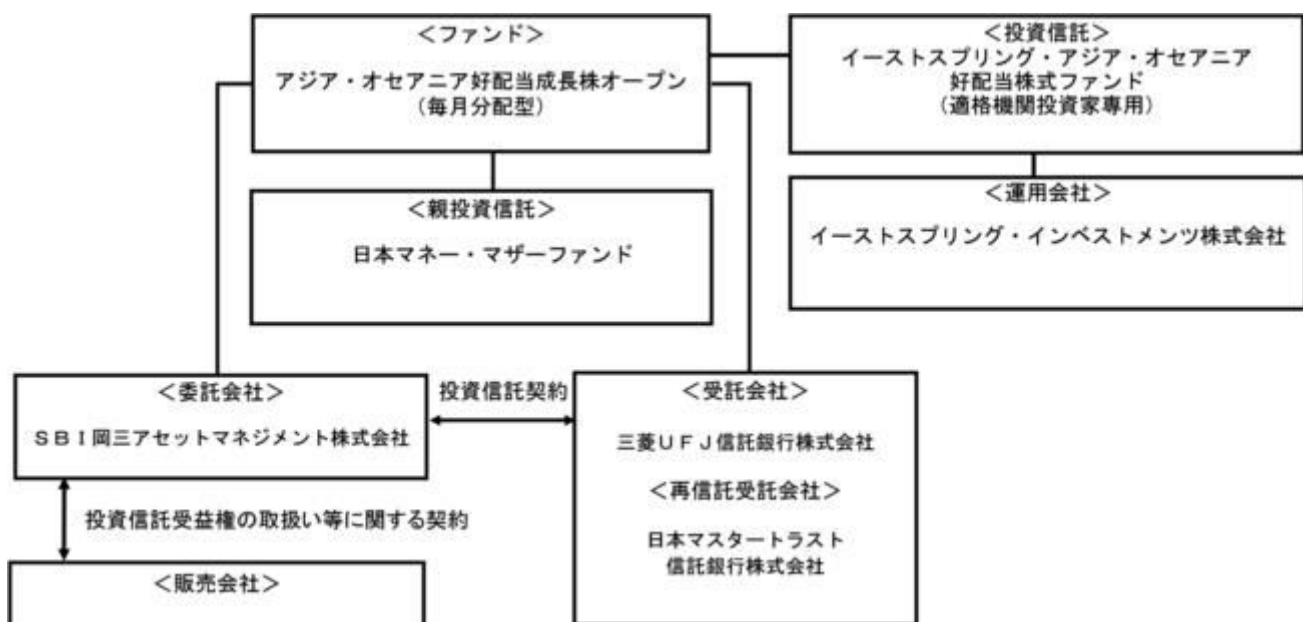 ＜ファンド＞
アジア・オセアニア好配当成長株オープン
（毎月分配型）
＜投資信託＞
イーストスプリング・アジア・オセアニア
好配当株式ファンド
（適格機関投資家専用）
＜親投資信託＞
日本マネー・マザーファンド
＜運用会社＞
イーストスプリング・インベストメンツ株式会社
＜委託会社＞
ＳＢＩ岡三アセットマネジメント株式会社
投資信託契約
＜受託会社＞
三菱ＵＦＪ信託銀行株式会社
＜再信託受託会社＞
日本マスタートラスト
信託銀行株式会社
投資信託受益権の取扱い等に関する契約
＜販売会社＞